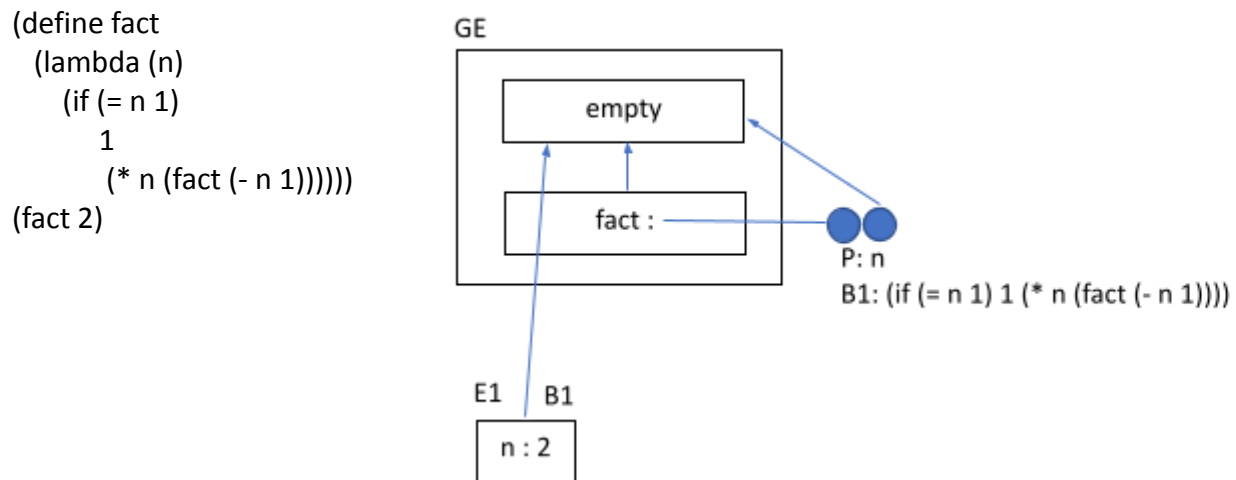 (define fact
(lambda (n)
(if (= n 1)
1
(* n (fact (- n 1))))))
(fact 2)
GE
empty
fact :
P: n
B1: (if (= n 1) 1 (* n (fact (- n 1))))
E1 B1
n : 2